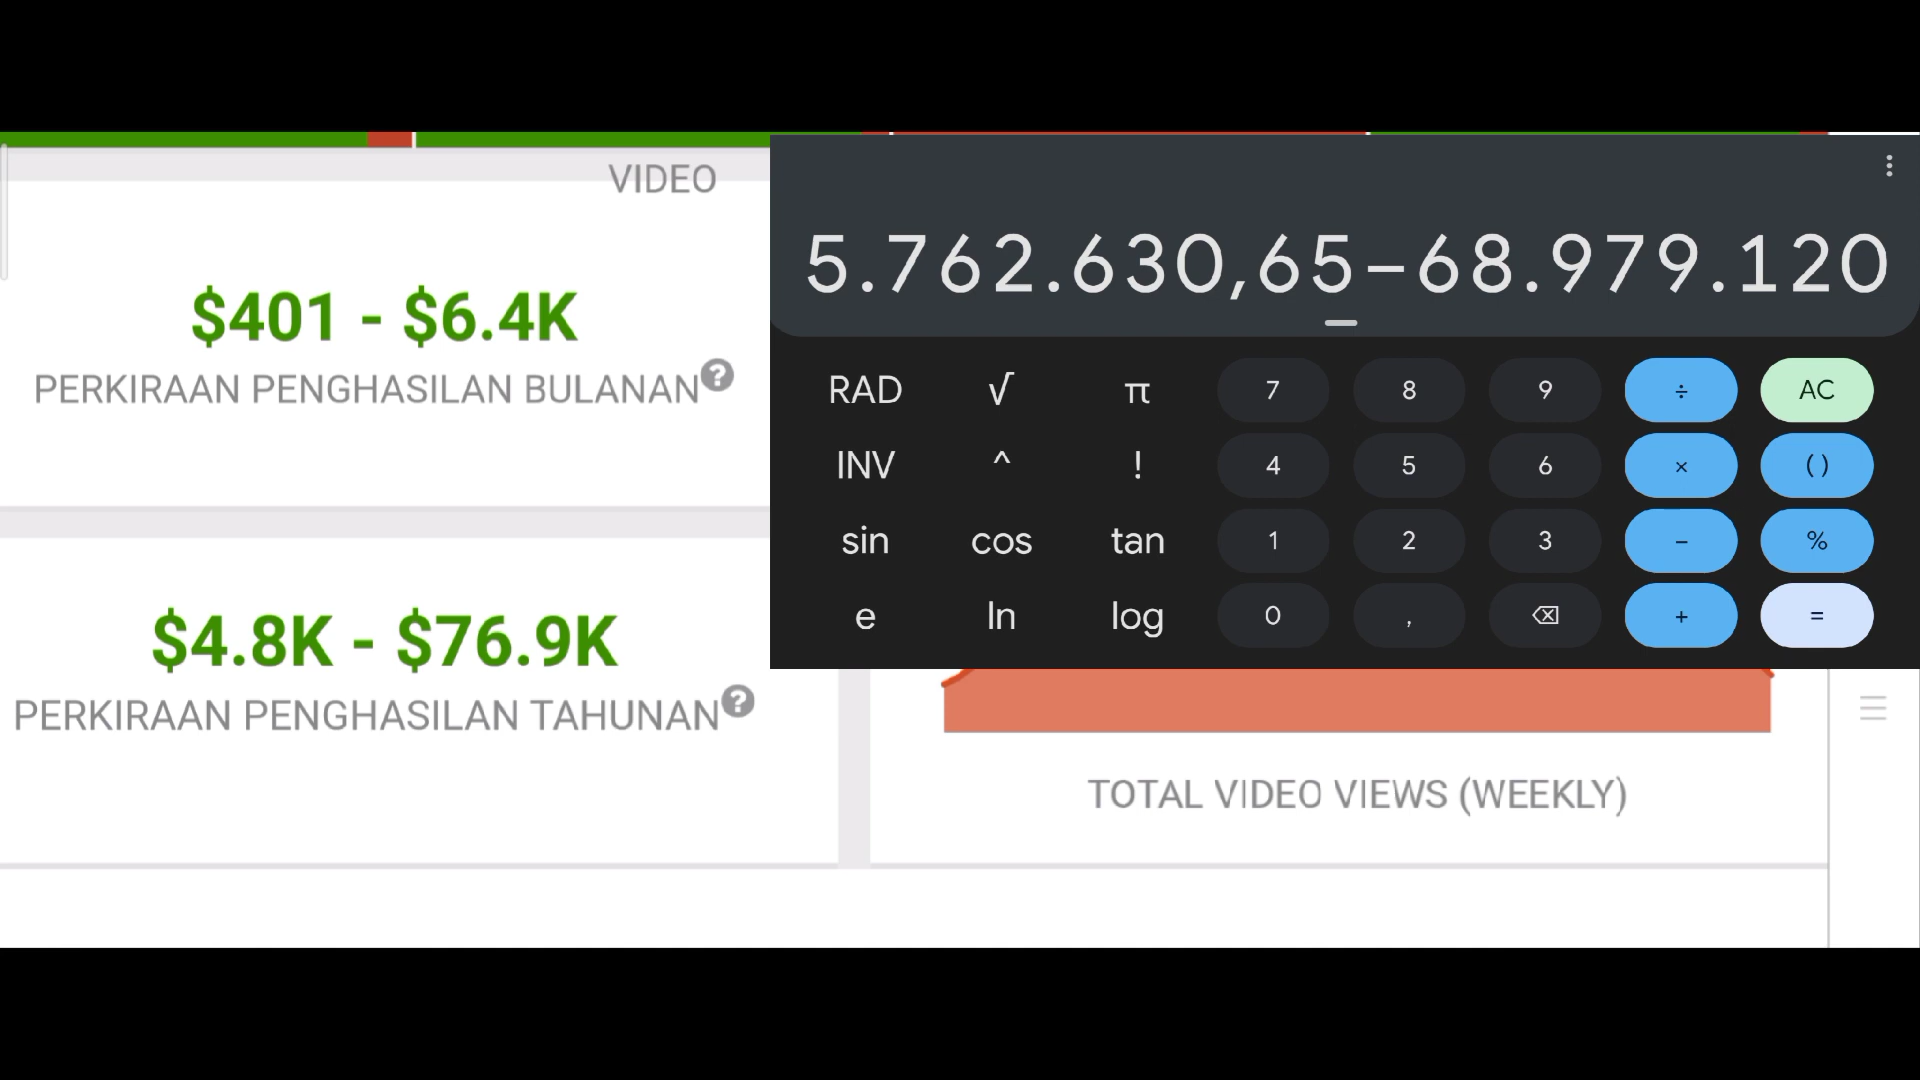 VIDEO
$401 - $6.4K
PERKIRAAN PENGHASILAN BULANAN?
$4.8K - $76.9K
PERKIRAAN PENGHASILAN TAHUNAN?
5.762.630,65–68.979.120
RAD √ π 7 8 9 ÷ AC
INV ^ ! 4 5 6 × ( )
sin cos tan 1 2 3 − %
e ln log 0 , + =
TOTAL VIDEO VIEWS (WEEKLY)